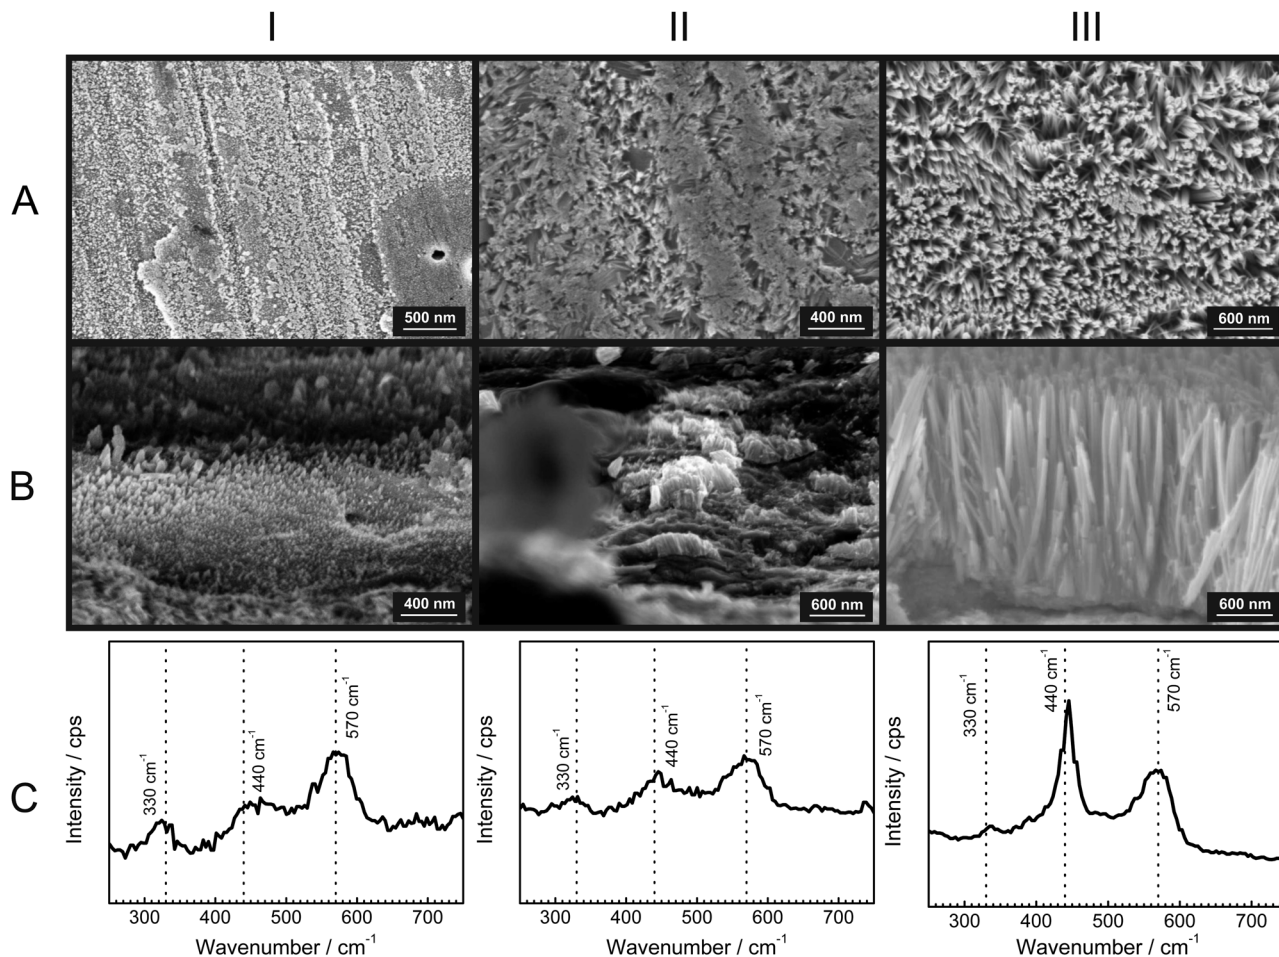 I II III
A
500 nm 400 nm 600 nm
B
400 nm 600 nm 600 nm
C
Intensity / cps
330 cm⁻¹
440 cm⁻¹
570 cm⁻¹
300 400 500 600 700
Wavenumber / cm⁻¹
Intensity / cps
330 cm⁻¹
440 cm⁻¹
570 cm⁻¹
300 400 500 600 700
Wavenumber / cm⁻¹
Intensity / cps
330 cm⁻¹
440 cm⁻¹
570 cm⁻¹
300 400 500 600 700
Wavenumber / cm⁻¹